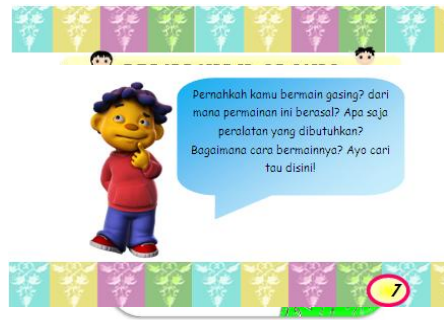 Pernahkah kamu bermain gasing? dari
mana permainan ini berasal? Apa saja
peralatan yang dibutuhkan?
Bagaimana cara bermainnya? Ayo cari
tau disini!
7